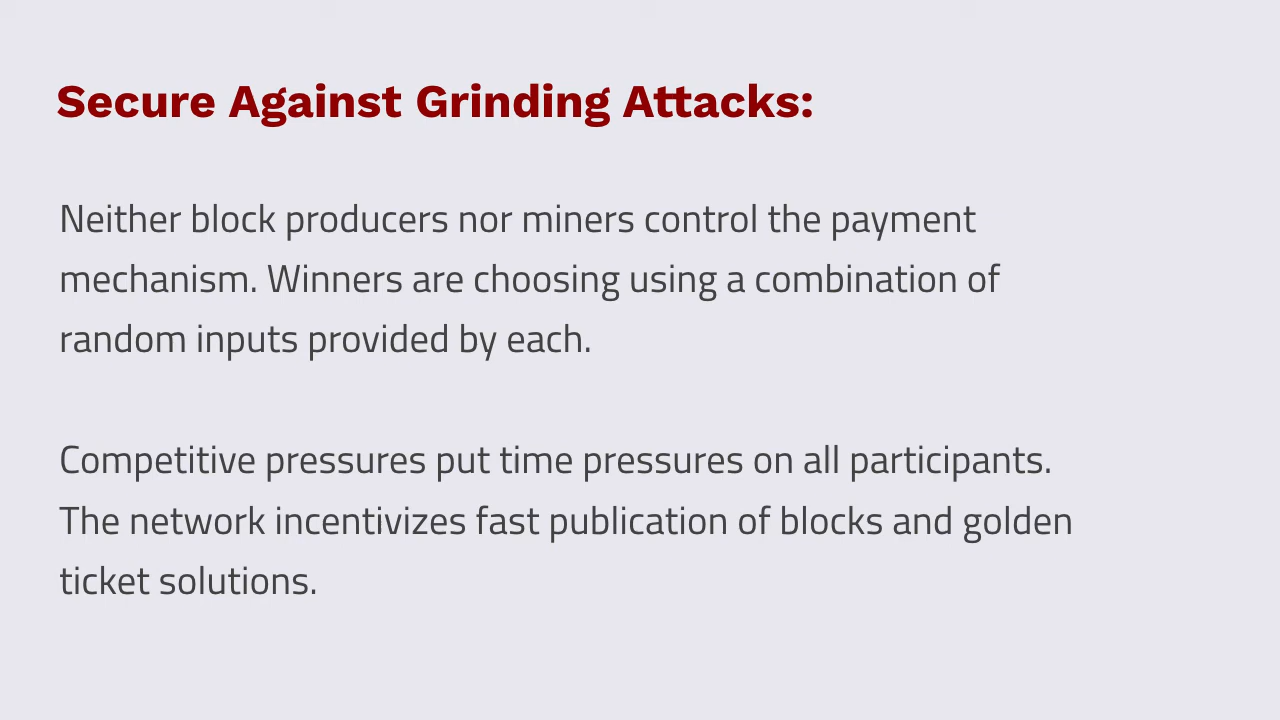 Secure Against Grinding Attacks:
Neither block producers nor miners control the payment
mechanism. Winners are choosing using a combination of
random inputs provided by each.
Competitive pressures put time pressures on all participants.
The network incentivizes fast publication of blocks and golden
ticket solutions.